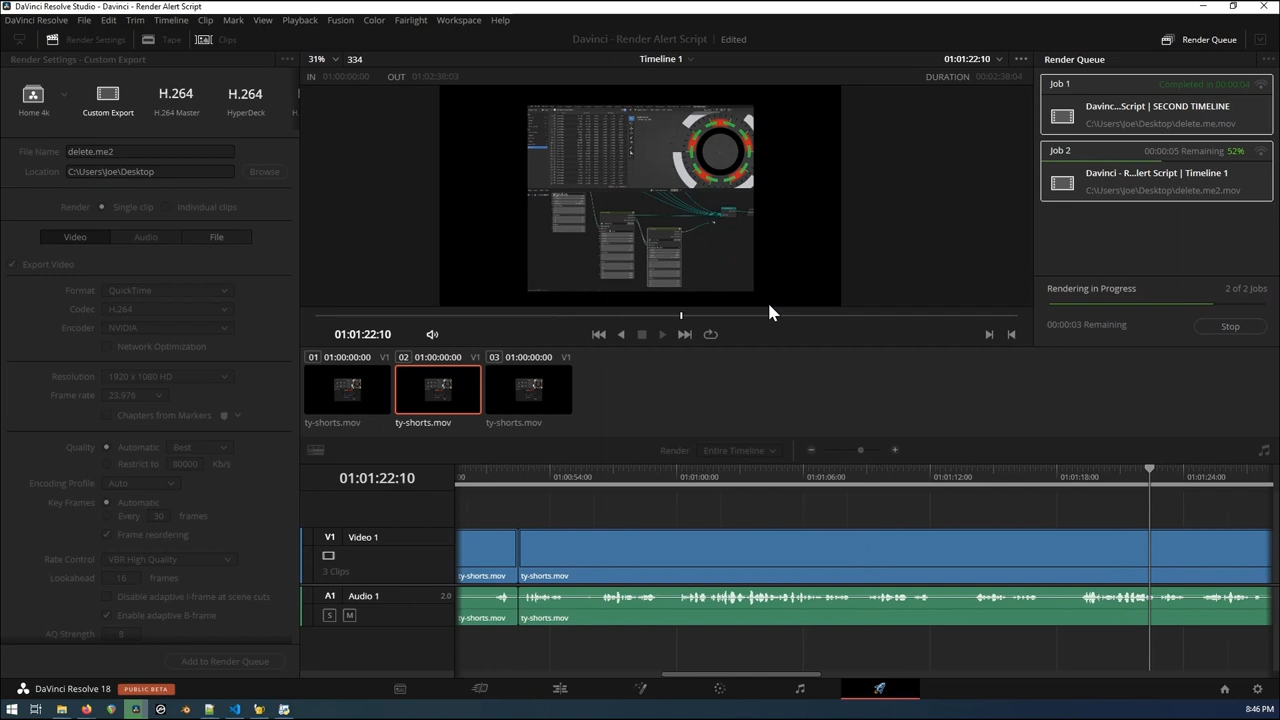 DaVinci Resolve Studio - Davinci - Render Alert Script
DaVinci Resolve File Edit Trim Timeline Clip Mark View Playback Fusion Color Fairlight Workspace Help
Render Settings Tape Clips Davinci - Render Alert Script Edited Render Queue
Render Settings - Custom Export 31% 334 Timeline 1 01:01:22:10 Render Queue
IN 01:00:00:00 OUT 01:02:38:03 DURATION 00:02:38:04
Home 4k Custom Export H.264 H.264 Master H.264 HyperDeck H
File Name delete.me2
Location C:\Users\Joe\Desktop Browse
Render Single clip Individual clips
Video Audio File
Export Video
Format QuickTime
Codec H.264
Encoder NVIDIA
Network Optimization
Resolution 1920 x 1080 HD
Frame rate 23.976
Chapters from Markers
Quality Automatic Best
Restrict to 80000 Kb/s
Encoding Profile Auto
Key Frames Automatic
Every 30 frames
Frame reordering
Rate Control VBR High Quality
Lookahead 16 frames
Disable adaptive I-frame at scene cuts
Enable adaptive B-frame
AQ Strength 8
Add to Render Queue
Job 1 Completed in 00:00:04
Davinc...Script | SECOND TIMELINE
C:\Users\Joe\Desktop\delete.me.mov
Job 2 00:00:05 Remaining 52%
Davinci - R...lert Script | Timeline 1
C:\Users\Joe\Desktop\delete.me2.mov
Rendering in Progress 2 of 2 Jobs
00:00:03 Remaining Stop
01:01:22:10
01 01:00:00:00 V1 02 01:00:00:00 V1 03 01:00:00:00 V1
ty-shorts.mov ty-shorts.mov ty-shorts.mov
Render Entire Timeline
01:01:22:10 :00 01:00:54:00 01:01:00:00 01:01:06:00 01:01:12:00 01:01:18:00 01:01:24:00
V1 Video 1
3 Clips
ty-shorts.mov ty-shorts.mov
A1 Audio 1 2.0
S M
ty-shorts.mov ty-shorts.mov
DaVinci Resolve 18 PUBLIC BETA
8:46 PM